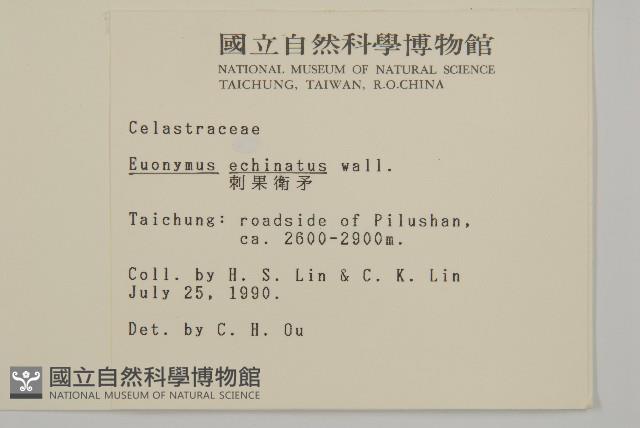 國立自然科學博物館
NATIONAL MUSEUM OF NATURAL SCIENCE
TAICHUNG, TAIWAN, R.O.CHINA
Celastraceae
Euonymus echinatus wall.
刺果衛矛
Taichung: roadside of Pilushan,
ca. 2600-2900m.
Coll. by H. S. Lin & C. K. Lin
July 25, 1990.
Det. by C. H. Ou
國立自然科學博物館
NATIONAL MUSEUM OF NATURAL SCIENCE